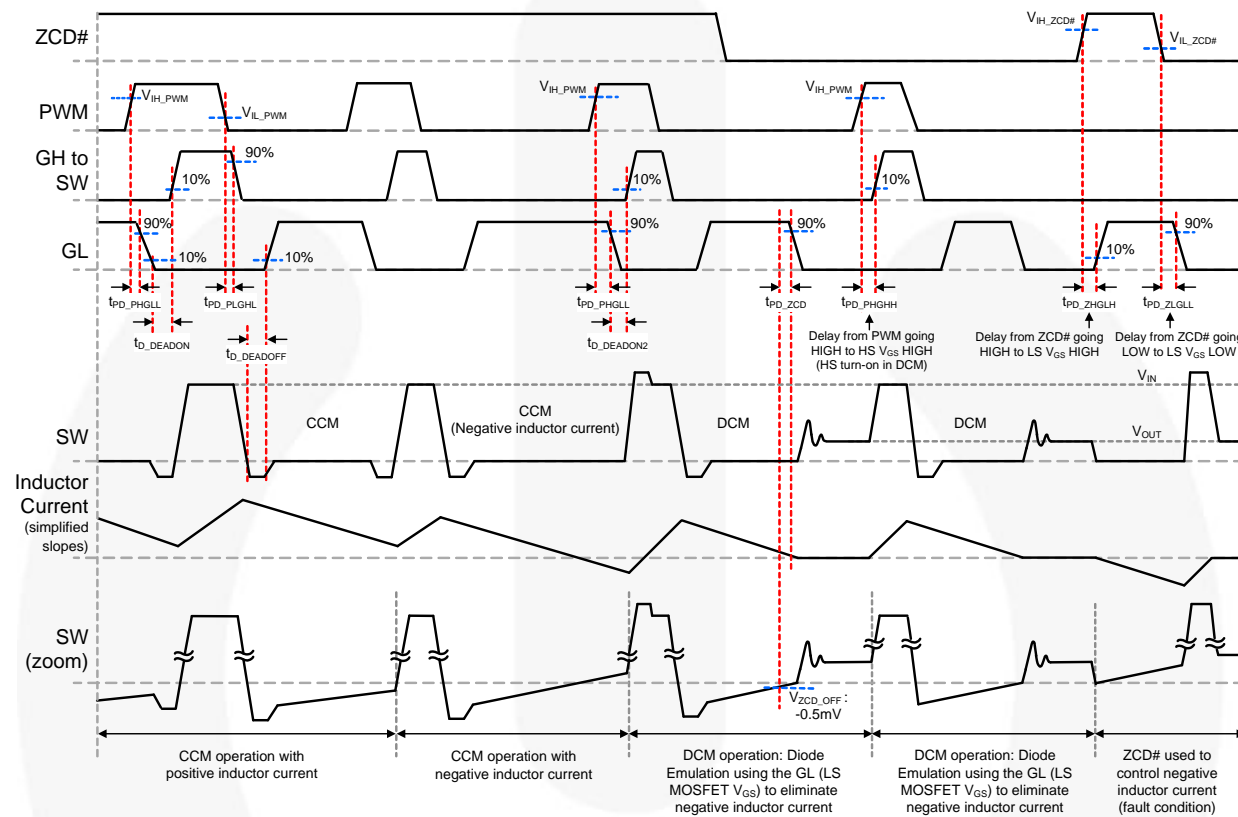 ZCD#
V_IH_ZCD#
V_IL_ZCD#
PWM
V_IH_PWM
V_IL_PWM
V_IH_PWM
V_IH_PWM
GH to
SW
90%
10%
10%
10%
GL
90%
10%
10%
90%
90%
10%
90%
t_PD_PHGLL
t_PD_PLGHL
t_PD_PHGLL
t_PD_ZCD
t_PD_PHGHH
t_PD_ZHGLH
t_PD_ZLGLL
t_D_DEADON
t_D_DEADOFF
t_D_DEADON2
Delay from PWM going
HIGH to HS V_GS HIGH
(HS turn-on in DCM)
Delay from ZCD# going
HIGH to LS V_GS HIGH
Delay from ZCD# going
LOW to LS V_GS LOW
V_IN
SW
CCM
CCM
(Negative inductor current)
DCM
DCM
V_OUT
Inductor
Current
(simplified
slopes)
SW
(zoom)
V_ZCD_OFF :
-0.5mV
CCM operation with
positive inductor current
CCM operation with
negative inductor current
DCM operation: Diode
Emulation using the GL (LS
MOSFET V_GS) to eliminate
negative inductor current
DCM operation: Diode
Emulation using the GL (LS
MOSFET V_GS) to eliminate
negative inductor current
ZCD# used to
control negative
inductor current
(fault condition)